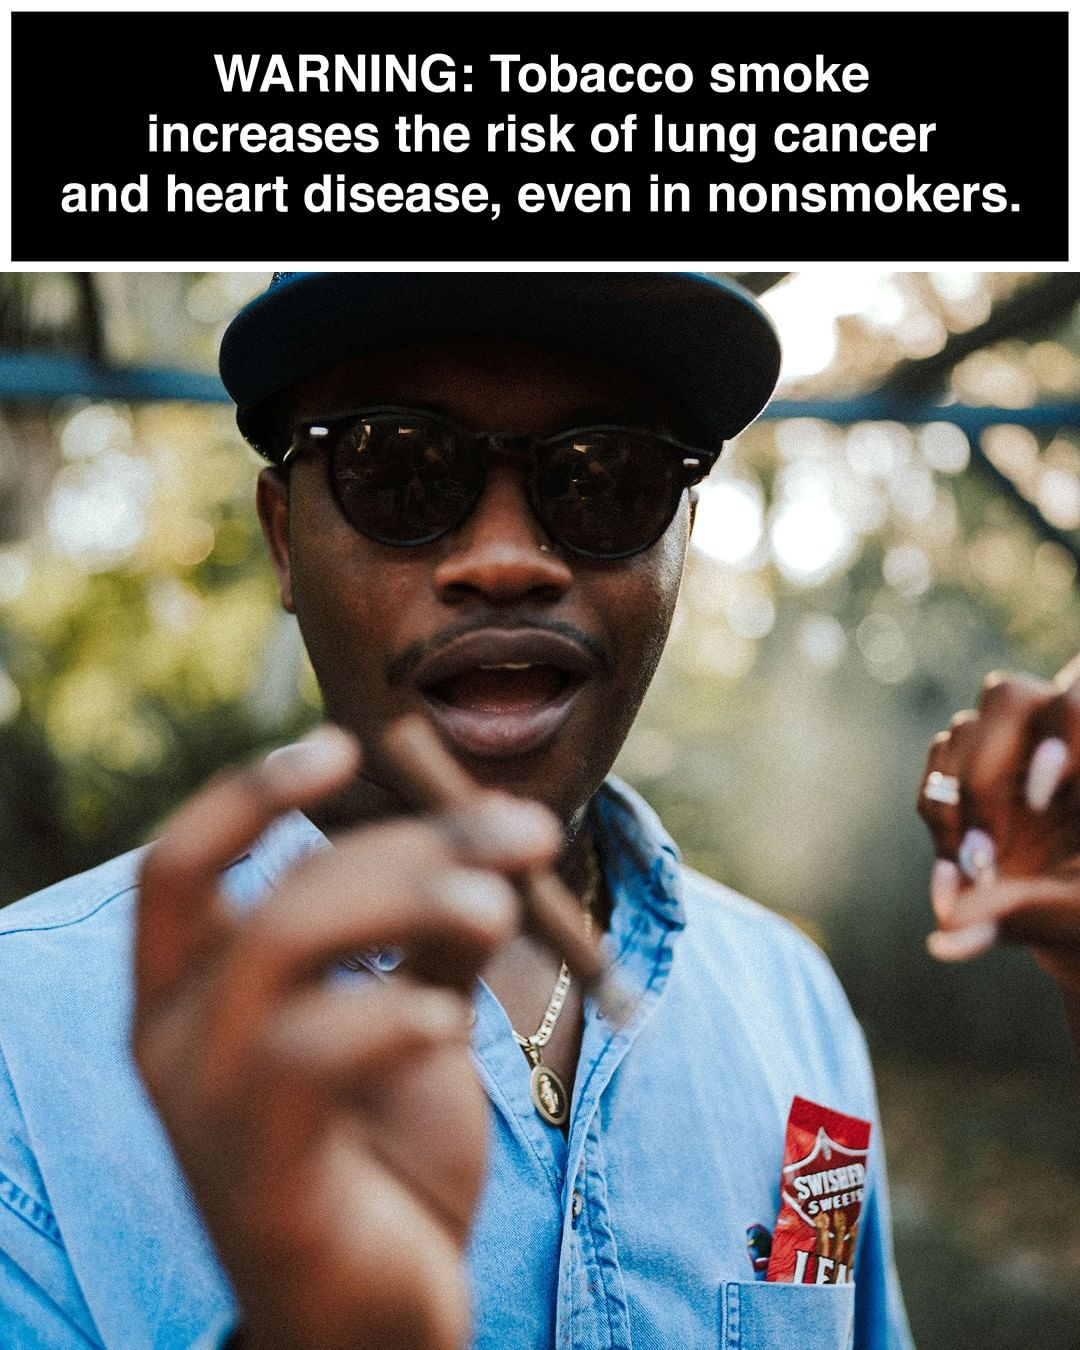 WARNING: Tobacco smoke
increases the risk of lung cancer
and heart disease, even in nonsmokers.
SWISHER
SWEETS